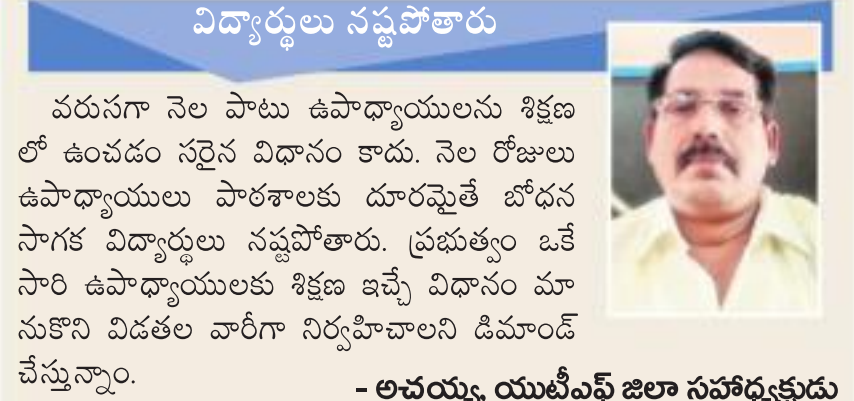 విద్యార్థులు నష్టపోతారు
వరుసగా నెల పాటు ఉపాధ్యాయులను శిక్షణ
లో ఉంచడం సరైన విధానం కాదు. నెల రోజులు
ఉపాధ్యాయులు పాఠశాలకు దూరమైతే బోధన
సాగక విద్యార్థులు నష్టపోతారు. ప్రభుత్వం ఒకే
సారి ఉపాధ్యాయులకు శిక్షణ ఇచ్చే విధానం మా
నుకొని విడతల వారీగా నిర్వహించాలని డిమాండ్
చేస్తున్నాం.
- అచయ్య, యుటీఎఫ్ జిల్లా సహాధ్యక్షుడు